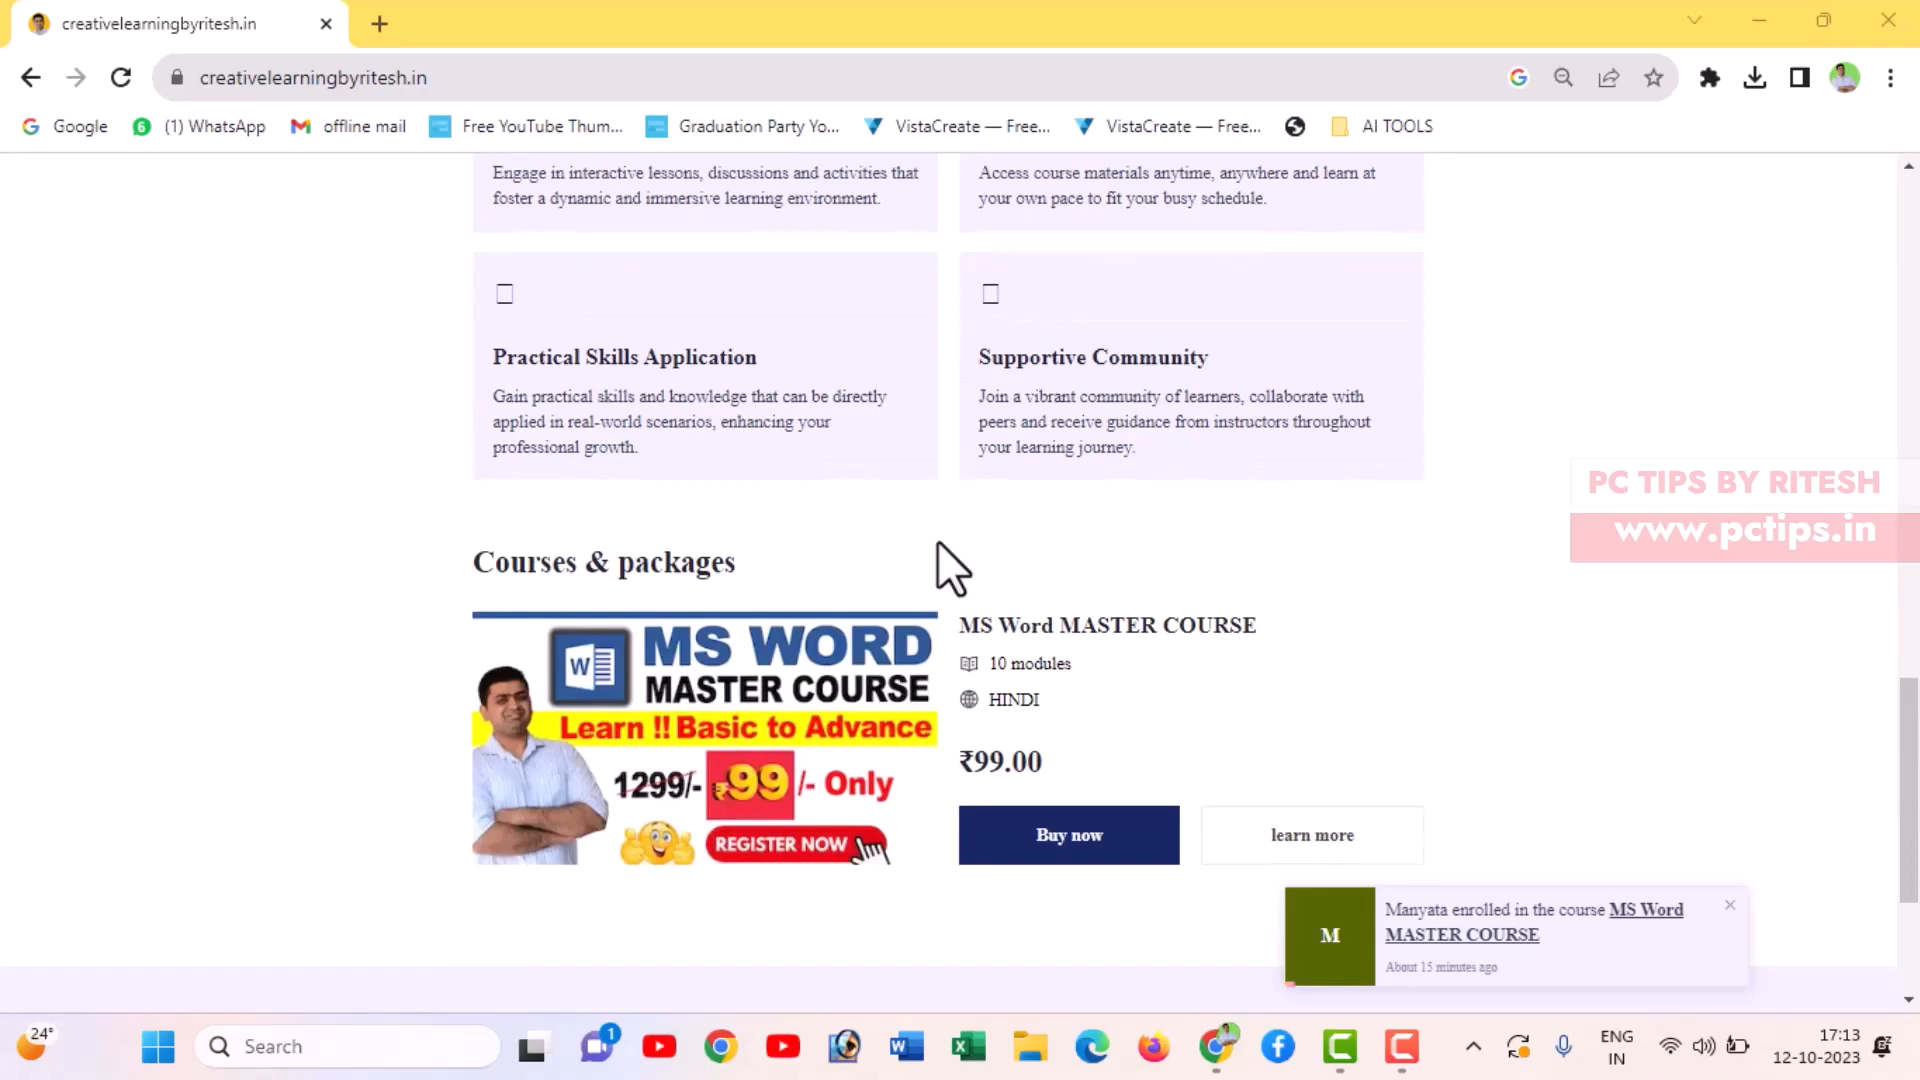 creativelearningbyritesh.in
creativelearningbyritesh.in
Google
(1) WhatsApp
offline mail
Free YouTube Thum...
Graduation Party Yo...
VistaCreate — Free...
VistaCreate — Free...
AI TOOLS
Engage in interactive lessons, discussions and activities that
foster a dynamic and immersive learning environment.
Access course materials anytime, anywhere and learn at
your own pace to fit your busy schedule.
Practical Skills Application
Gain practical skills and knowledge that can be directly
applied in real-world scenarios, enhancing your
professional growth.
Supportive Community
Join a vibrant community of learners, collaborate with
peers and receive guidance from instructors throughout
your learning journey.
PC TIPS BY RITESH
www.pctips.in
Courses & packages
MS WORD
MASTER COURSE
Learn !! Basic to Advance
1299/- ₹99/- Only
REGISTER NOW
MS Word MASTER COURSE
10 modules
HINDI
₹99.00
Buy now
learn more
M
Manyata enrolled in the course MS Word
MASTER COURSE
About 15 minutes ago
24°
Search
1
ENG
IN
17:13
12-10-2023